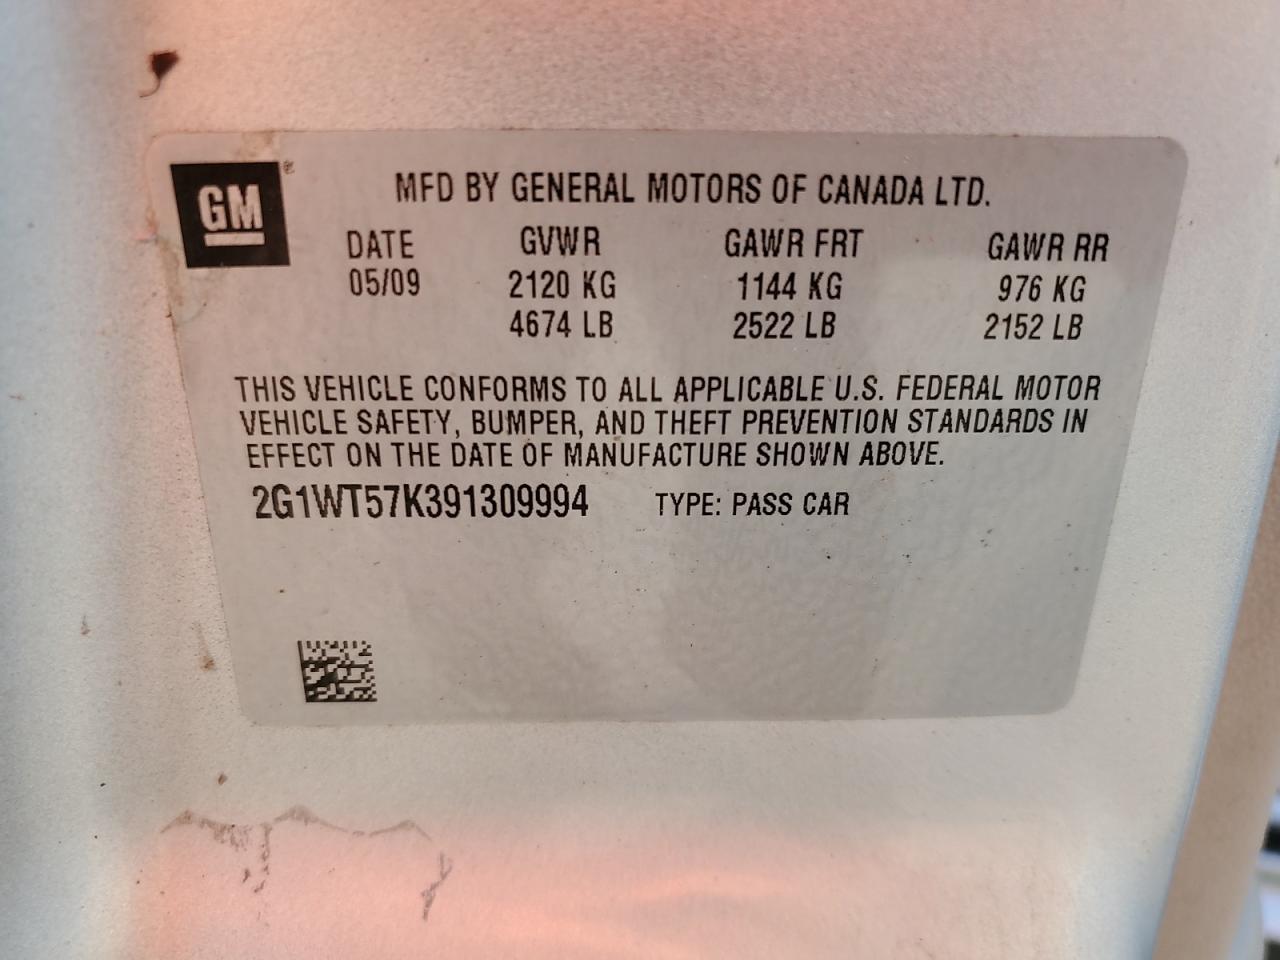 GM®
MFD BY GENERAL MOTORS OF CANADA LTD.
DATE GVWR GAWR FRT GAWR RR
05/09 2120 KG 1144 KG 976 KG
4674 LB 2522 LB 2152 LB
THIS VEHICLE CONFORMS TO ALL APPLICABLE U.S. FEDERAL MOTOR
VEHICLE SAFETY, BUMPER, AND THEFT PREVENTION STANDARDS IN
EFFECT ON THE DATE OF MANUFACTURE SHOWN ABOVE.
2G1WT57K391309994 TYPE: PASS CAR